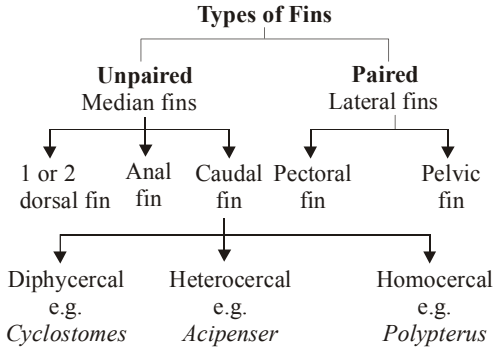 Types of Fins
Unpaired
Median fins
Paired
Lateral fins
1 or 2
dorsal fin
Anal
fin
Caudal
fin
Pectoral
fin
Pelvic
fin
Diphycercal
e.g.
Cyclostomes
Heterocercal
e.g.
Acipenser
Homocercal
e.g.
Polypterus